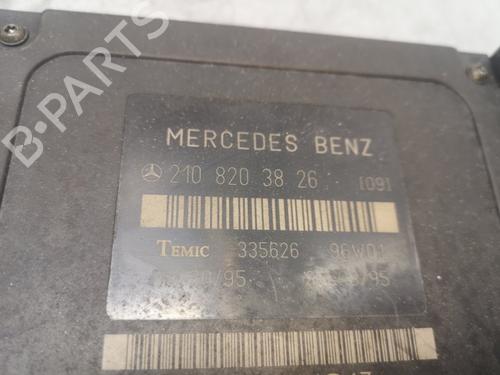 B-PARTS
MERCEDES BENZ
210 820 38 26 [09]
TEMIC 335626 96W01